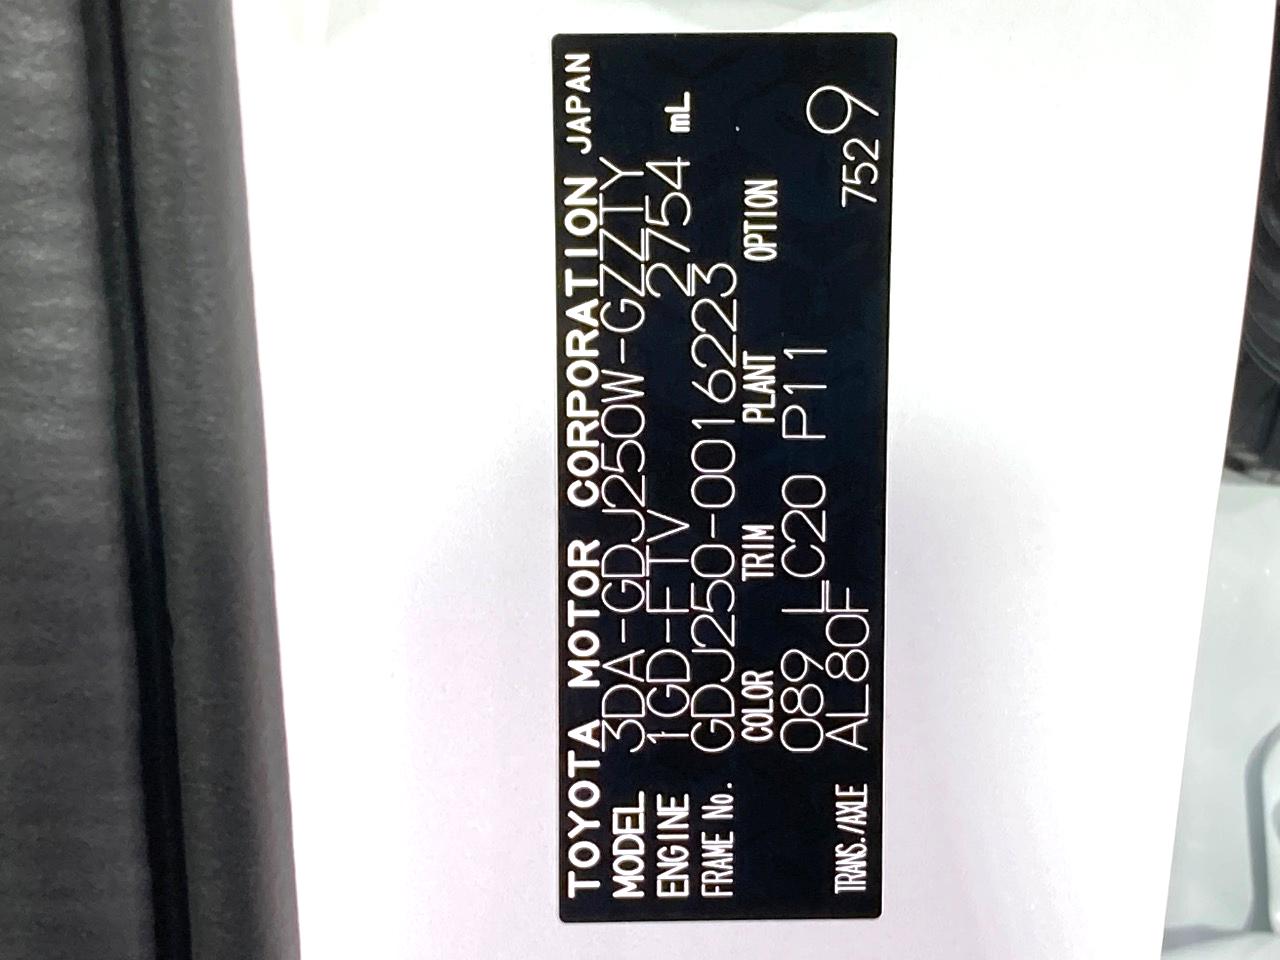 TOYOTA MOTOR CORPORATION JAPAN
MODEL 3DA-GDJ250W-GZZTY
ENGINE 1GD-FTV 2754 mL
FRAME No. GDJ250-0016223
COLOR TRIM PLANT OPTION
089 LC20 P11
TRANS./AXLE AL80F 7529